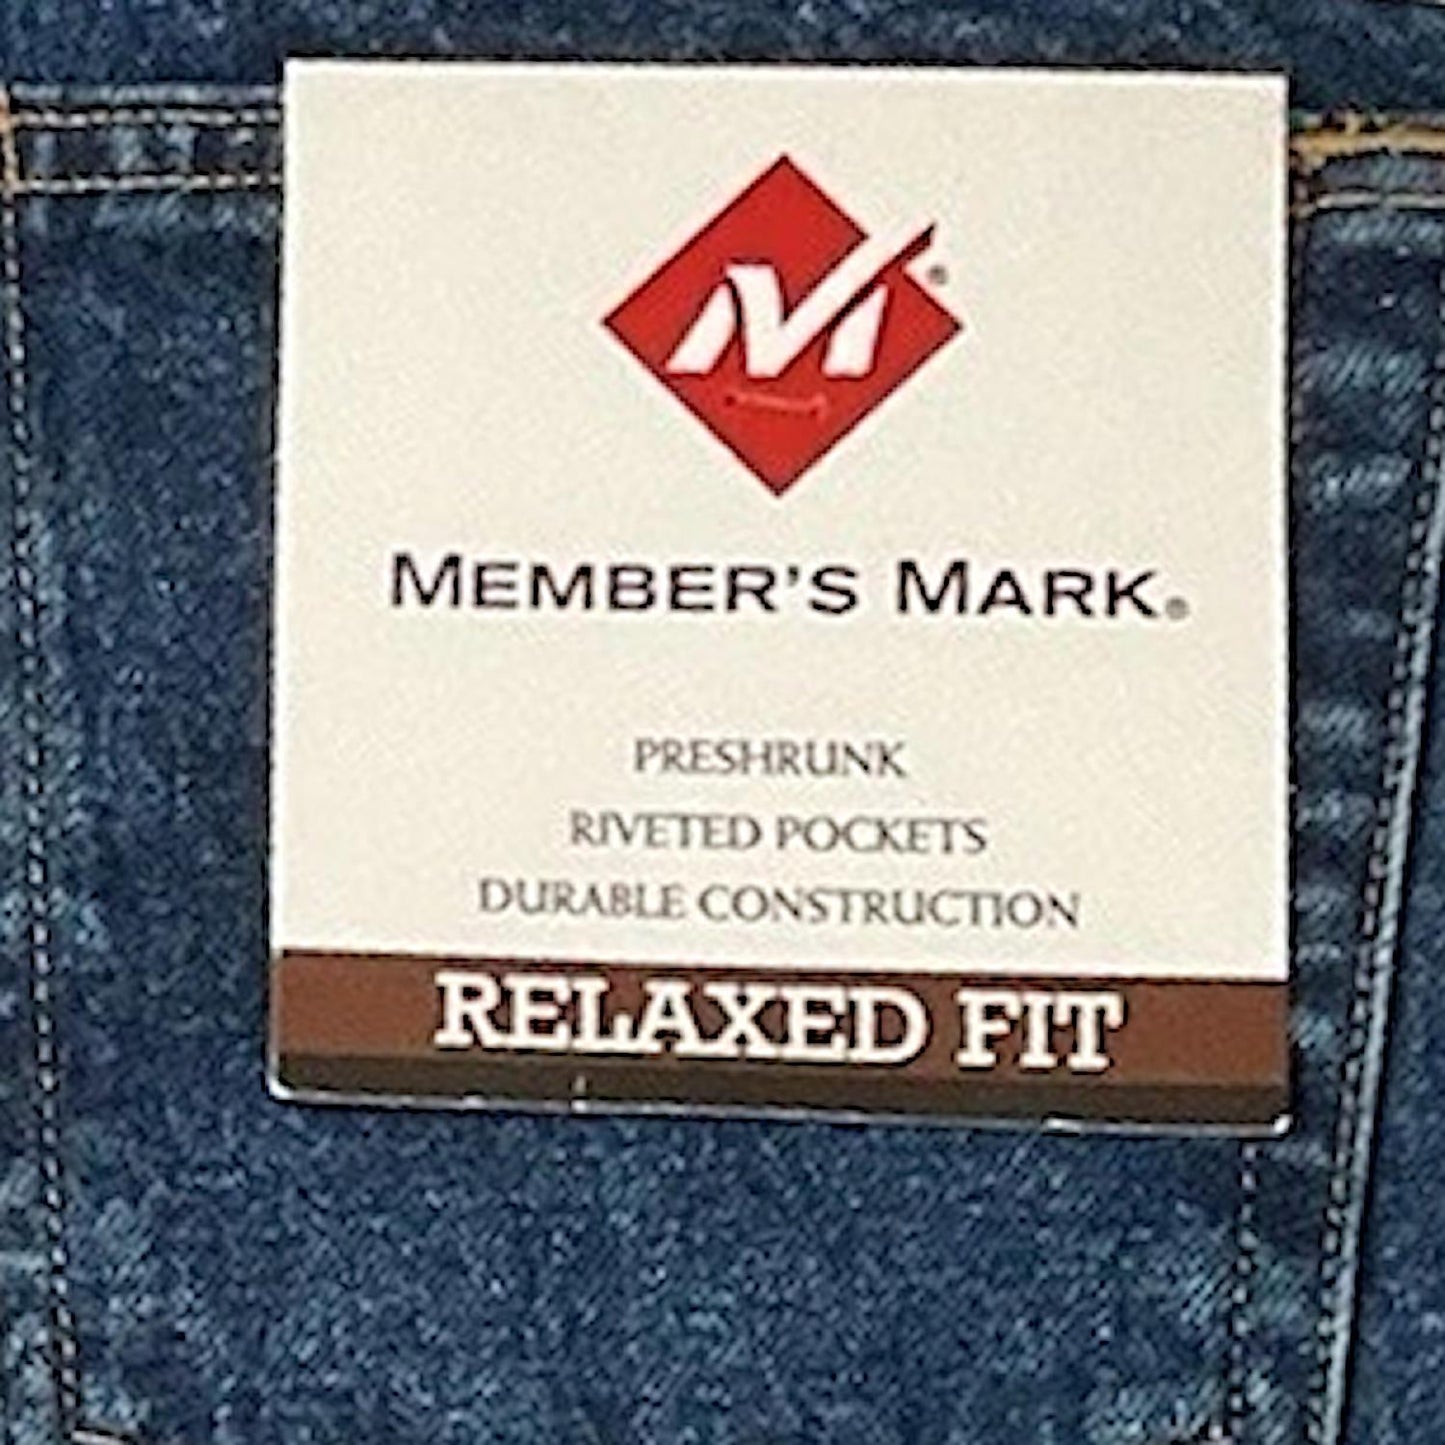 M®
MEMBER'S MARK®
PRESHRUNK
RIVETED POCKETS
DURABLE CONSTRUCTION
RELAXED FIT